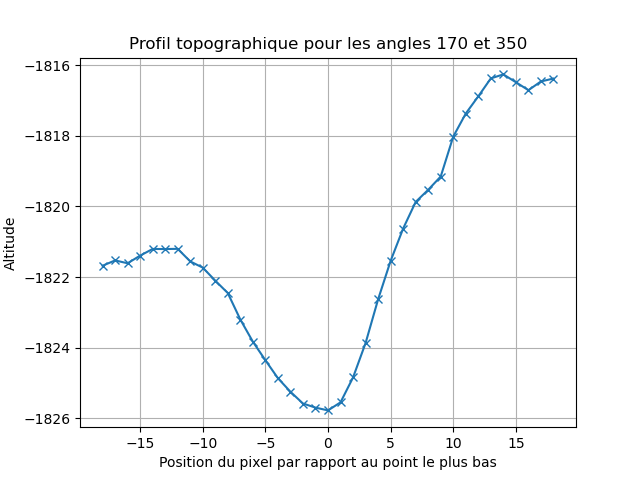 Profil topographique pour les angles 170 et 350
−1816
−1818
−1820
−1822
−1824
−1826
Altitude
−15 −10 −5 0 5 10 15
Position du pixel par rapport au point le plus bas